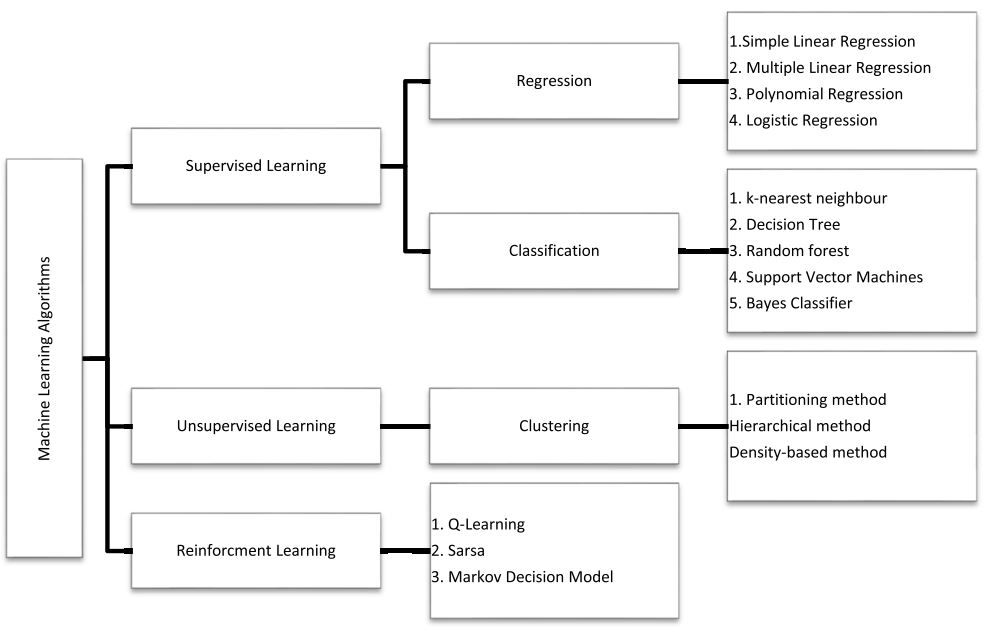 Machine Learning Algorithms
Supervised Learning
Regression
1.Simple Linear Regression
2. Multiple Linear Regression
3. Polynomial Regression
4. Logistic Regression
Classification
1. k-nearest neighbour
2. Decision Tree
3. Random forest
4. Support Vector Machines
5. Bayes Classifier
Unsupervised Learning
Clustering
1. Partitioning method
Hierarchical method
Density-based method
Reinforcment Learning
1. Q-Learning
2. Sarsa
3. Markov Decision Model